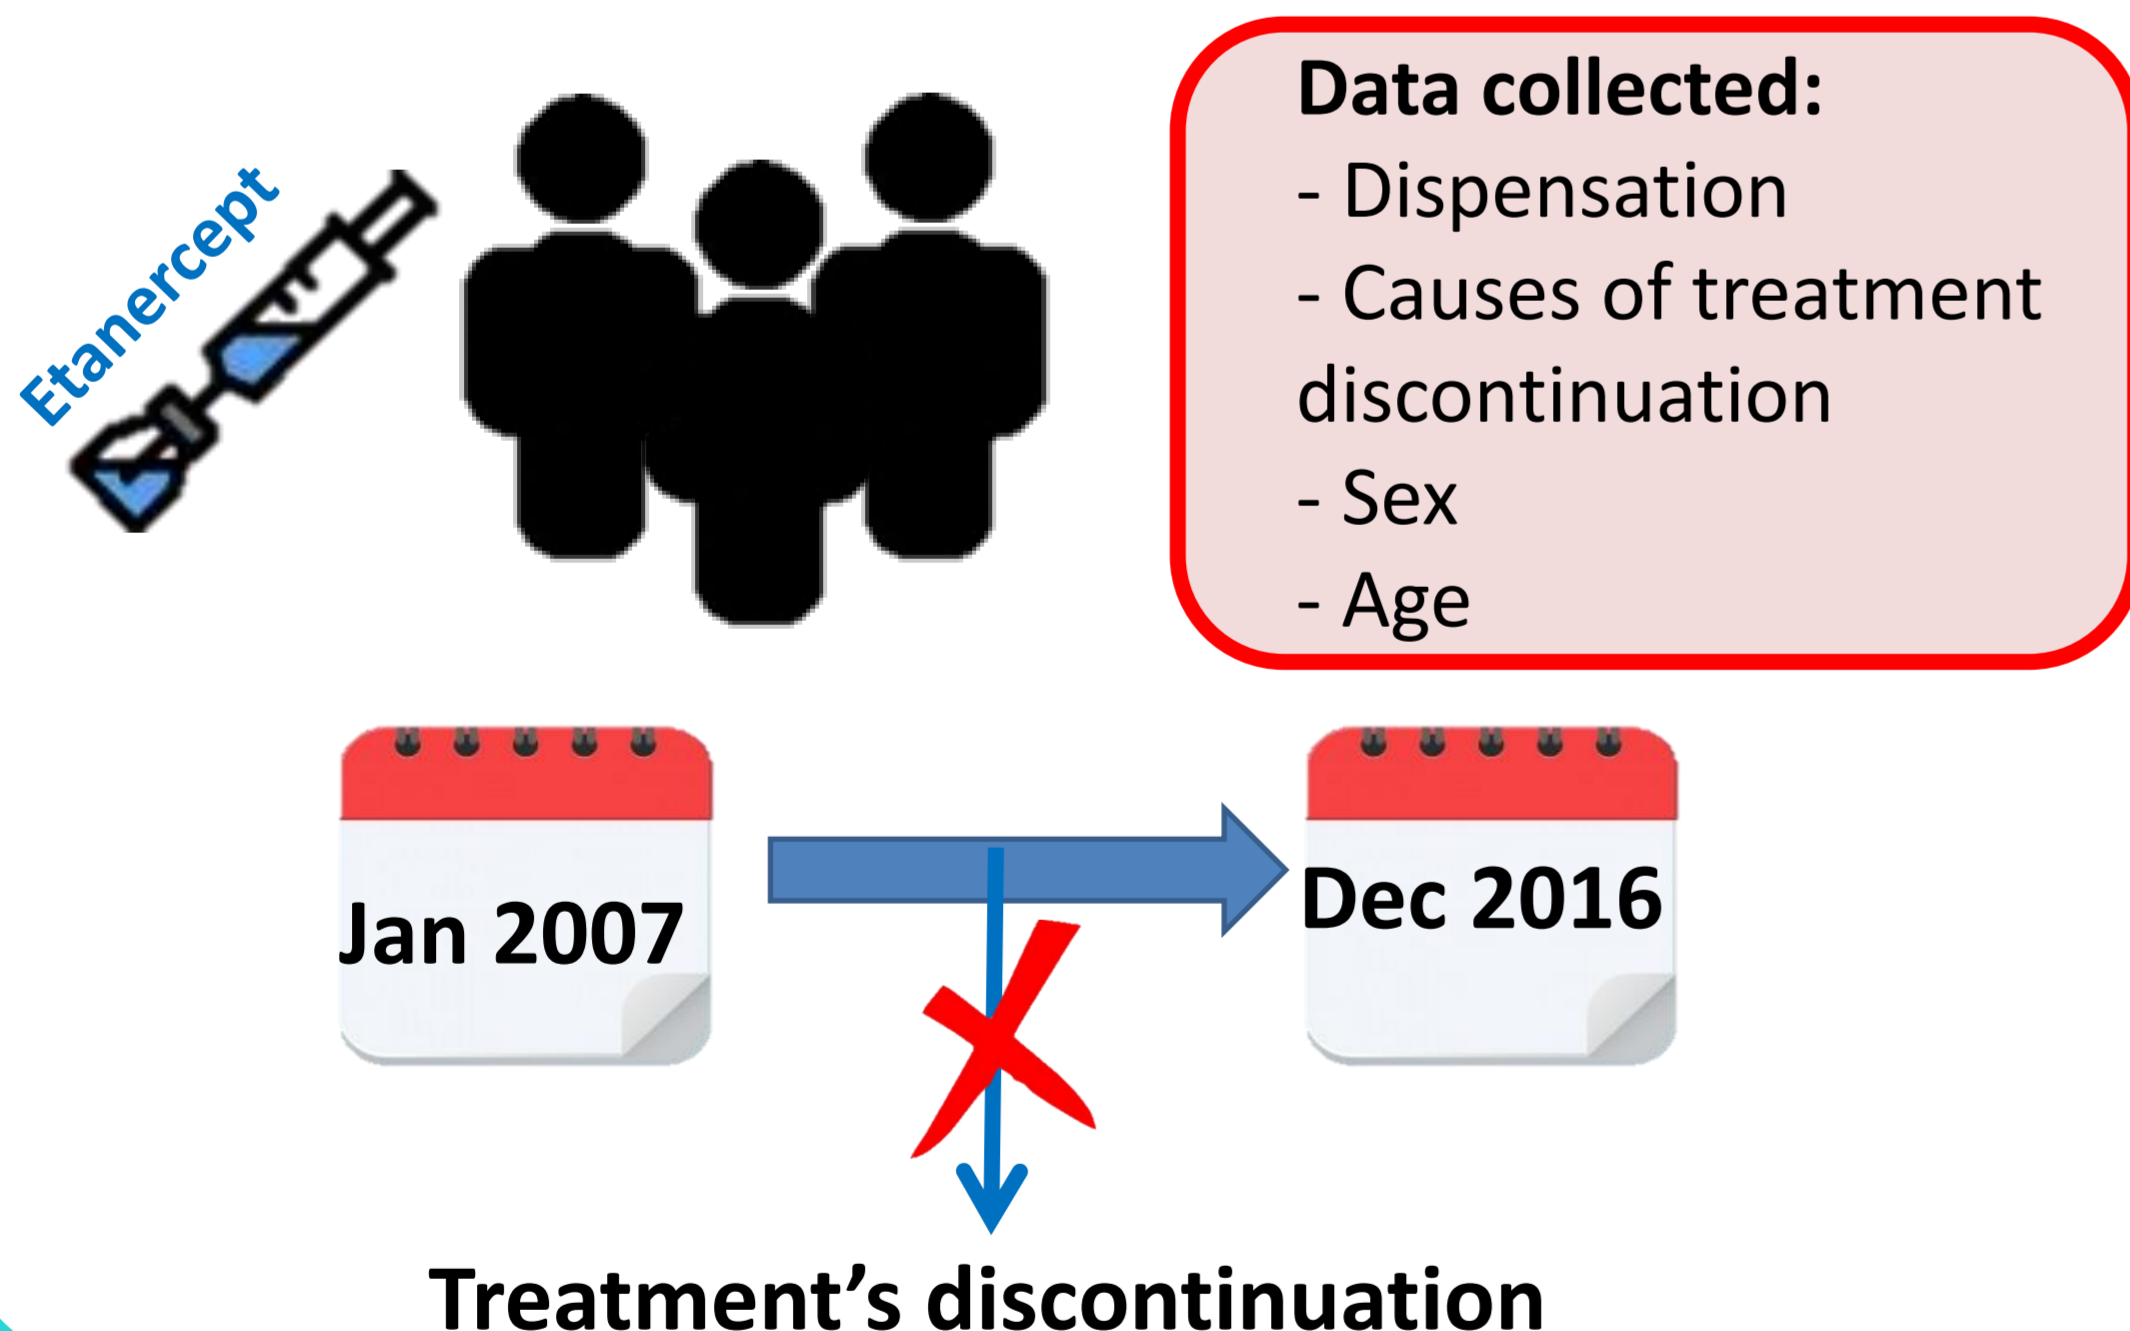 Etanercept
Data collected:
- Dispensation
- Causes of treatment
discontinuation
- Sex
- Age
Jan 2007
Dec 2016
Treatment’s discontinuation